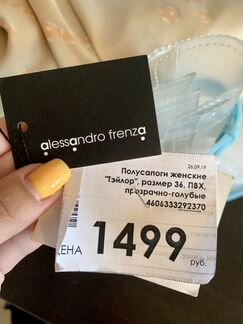 alessandro frenza
26.09.19
Полусапоги женские
"Тэйлор", размер 36, ПВХ,
прозрачно-голубые
4606333292370
ЦЕНА 1499 руб.